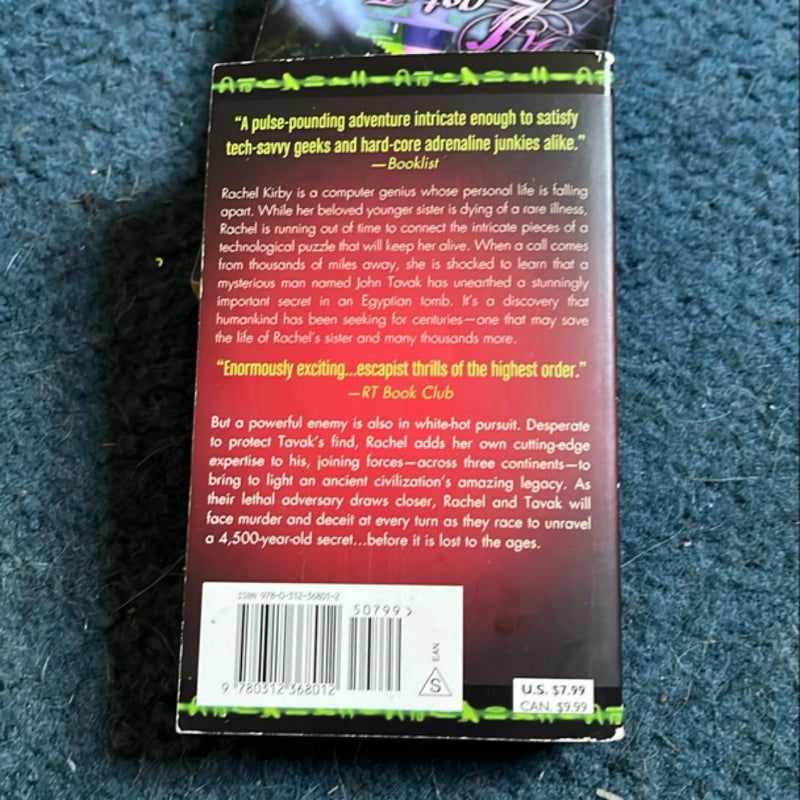 "A pulse-pounding adventure intricate enough to satisfy
tech-savvy geeks and hard-core adrenaline junkies alike."
—Booklist
Rachel Kirby is a computer genius whose personal life is falling
apart. While her beloved younger sister is dying of a rare illness,
Rachel is running out of time to connect the intricate pieces of a
technological puzzle that will keep her alive. When a call comes
from thousands of miles away, she is shocked to learn that a
mysterious man named John Tavak has unearthed a stunningly
important secret in an Egyptian tomb. It's a discovery that
humankind has been seeking for centuries—one that may save
the life of Rachel's sister and many thousands more.
"Enormously exciting...escapist thrills of the highest order."
—RT Book Club
But a powerful enemy is also in white-hot pursuit. Desperate
to protect Tavak's find, Rachel adds her own cutting-edge
expertise to his, joining forces—across three continents—to
bring to light an ancient civilization's amazing legacy. As
their lethal adversary draws closer, Rachel and Tavak will
face murder and deceit at every turn as they race to unravel
a 4,500-year-old secret...before it is lost to the ages.
ISBN 978-0-312-36801-2
50799>
9 780312 368012
EAN
S
U.S. $7.99
CAN. $9.99